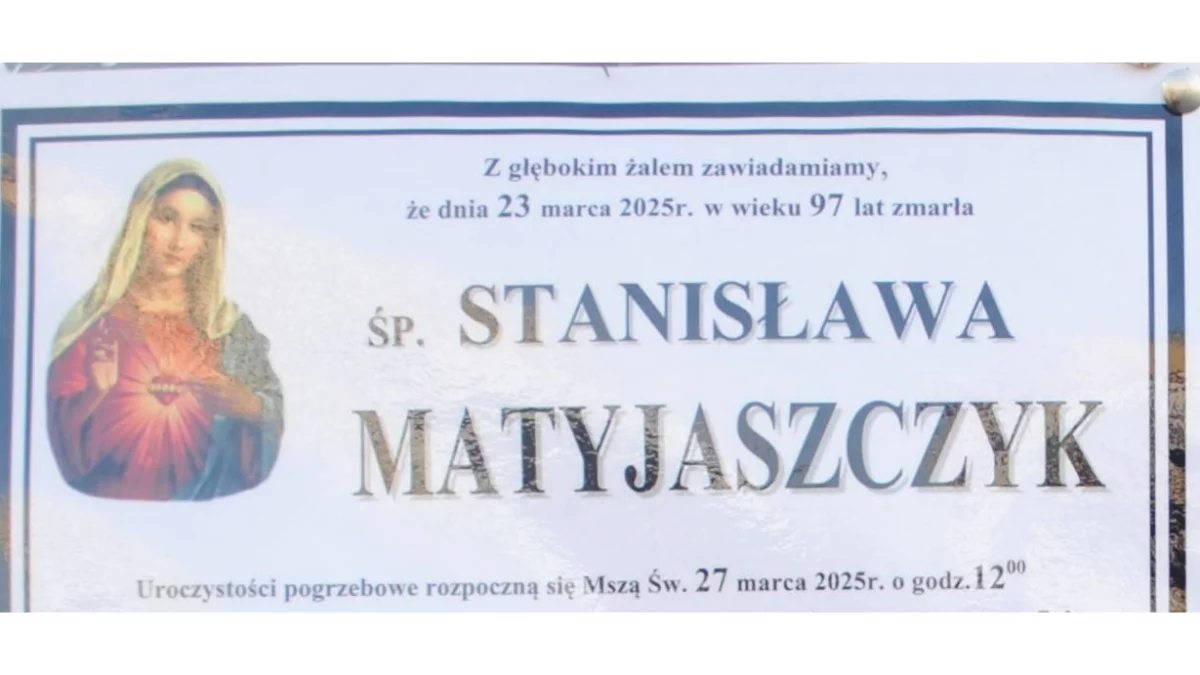 Z głębokim żalem zawiadamiamy,
że dnia 23 marca 2025r. w wieku 97 lat zmarła
ŚP. STANISŁAWA
MATYJASZCZYK
Uroczystości pogrzebowe rozpoczną się Mszą Św. 27 marca 2025r. o godz.12⁰⁰